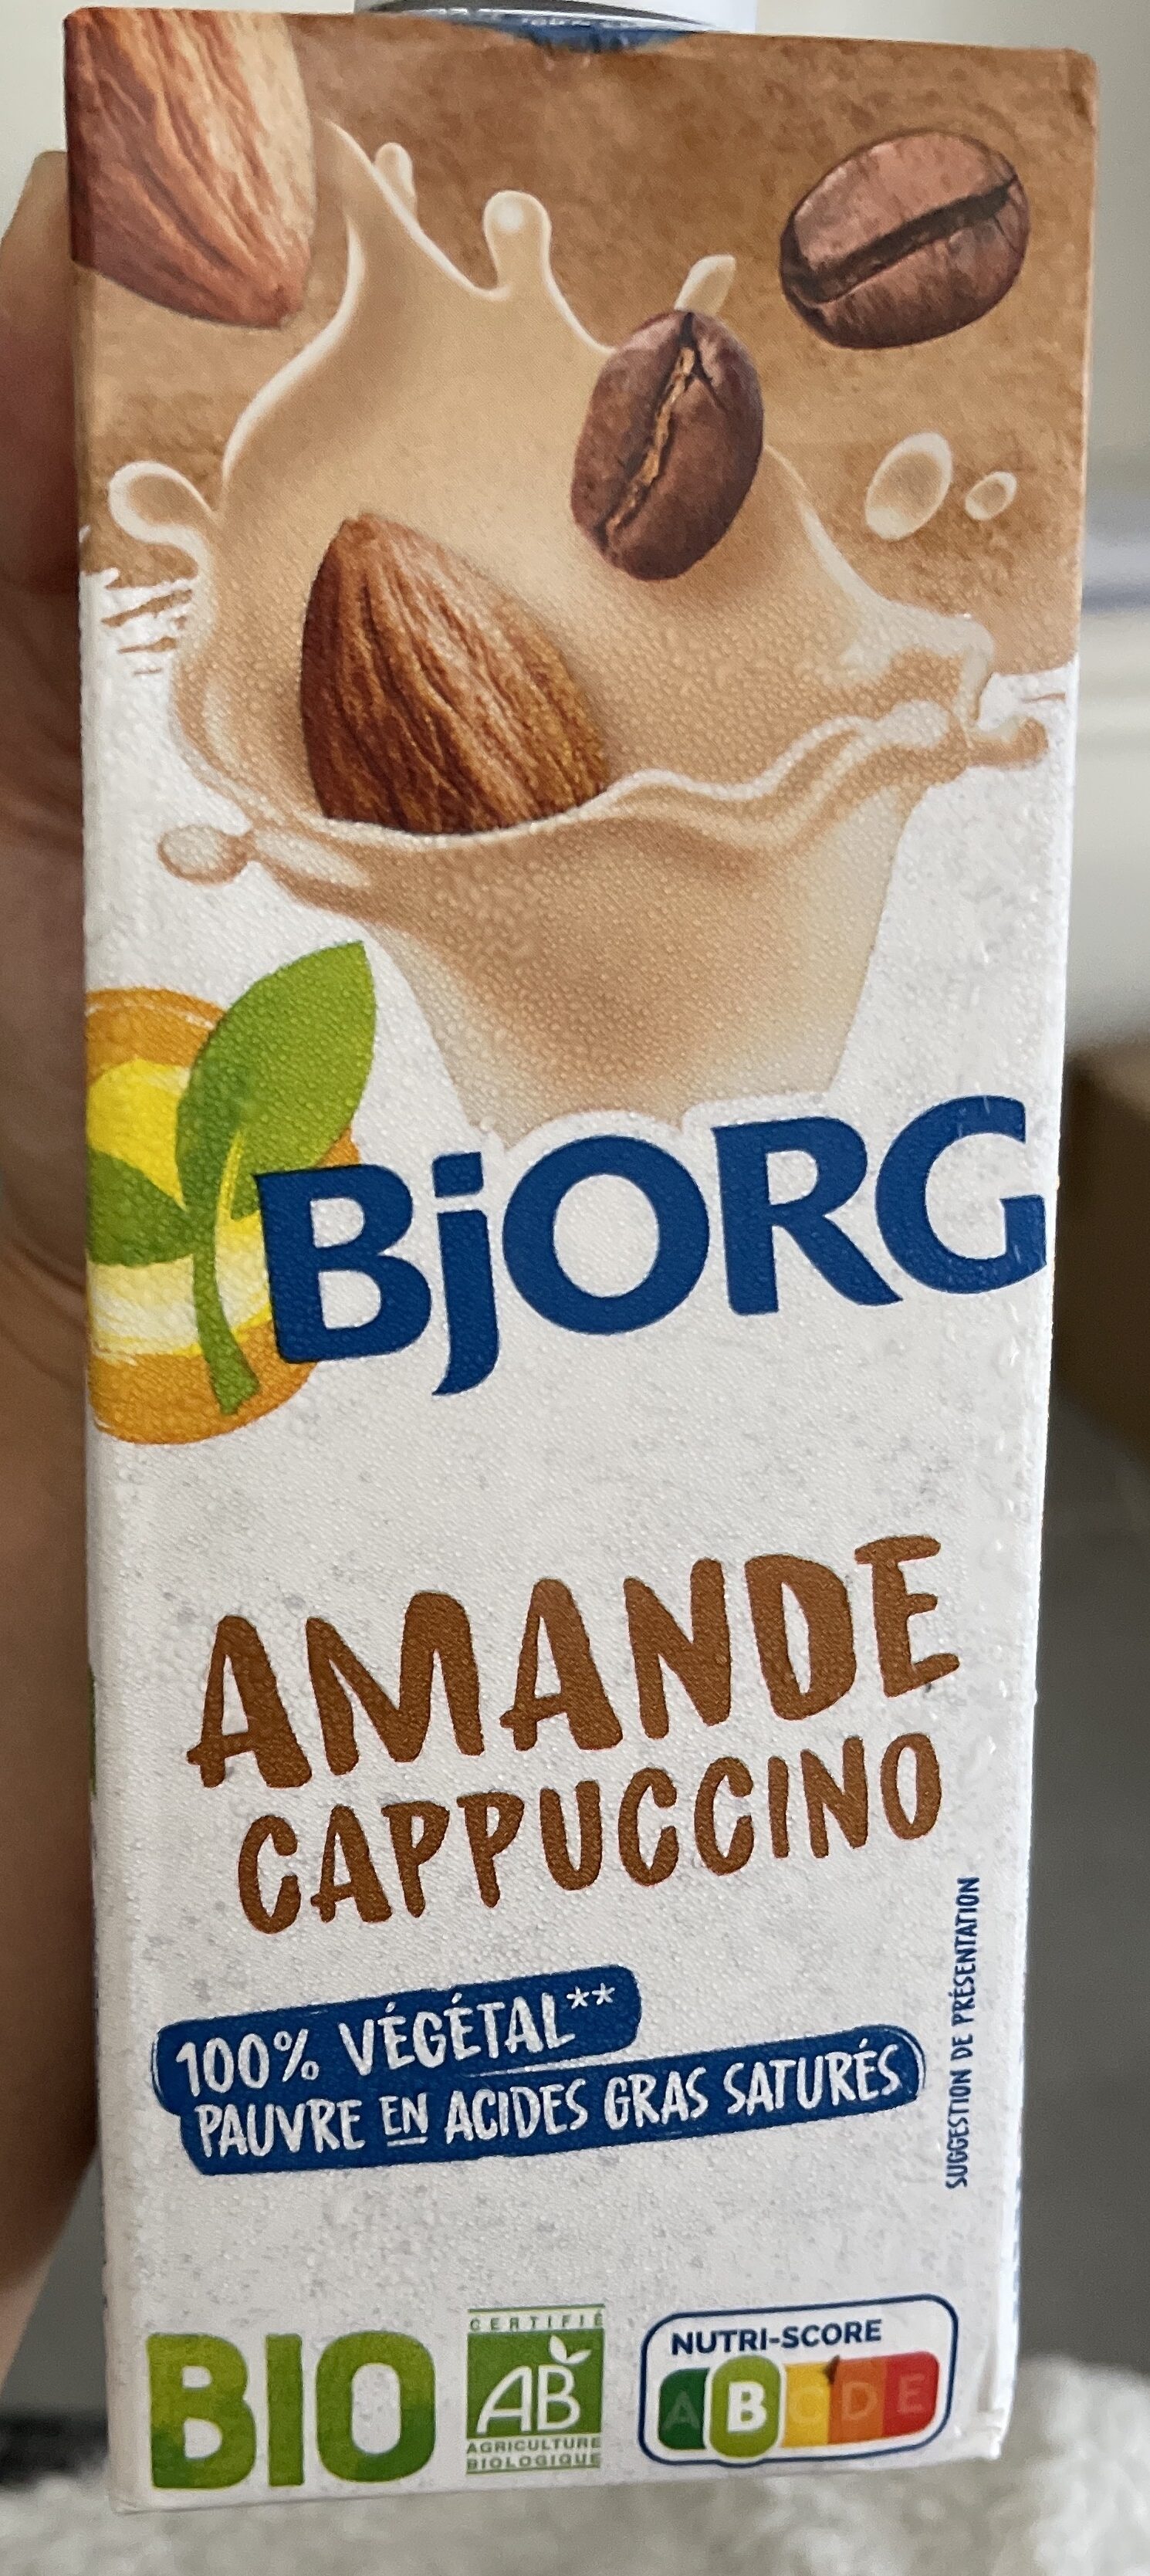 BjORG
AMANDE
CAPPUCCINO
100% VÉGÉTAL**
PAUVRE EN ACIDES GRAS SATURÉS
SUGGESTION DE PRÉSENTATION
BIO
CERTIFIÉ
AB
AGRICULTURE
BIOLOGIQUE
NUTRI-SCORE
A B C D E